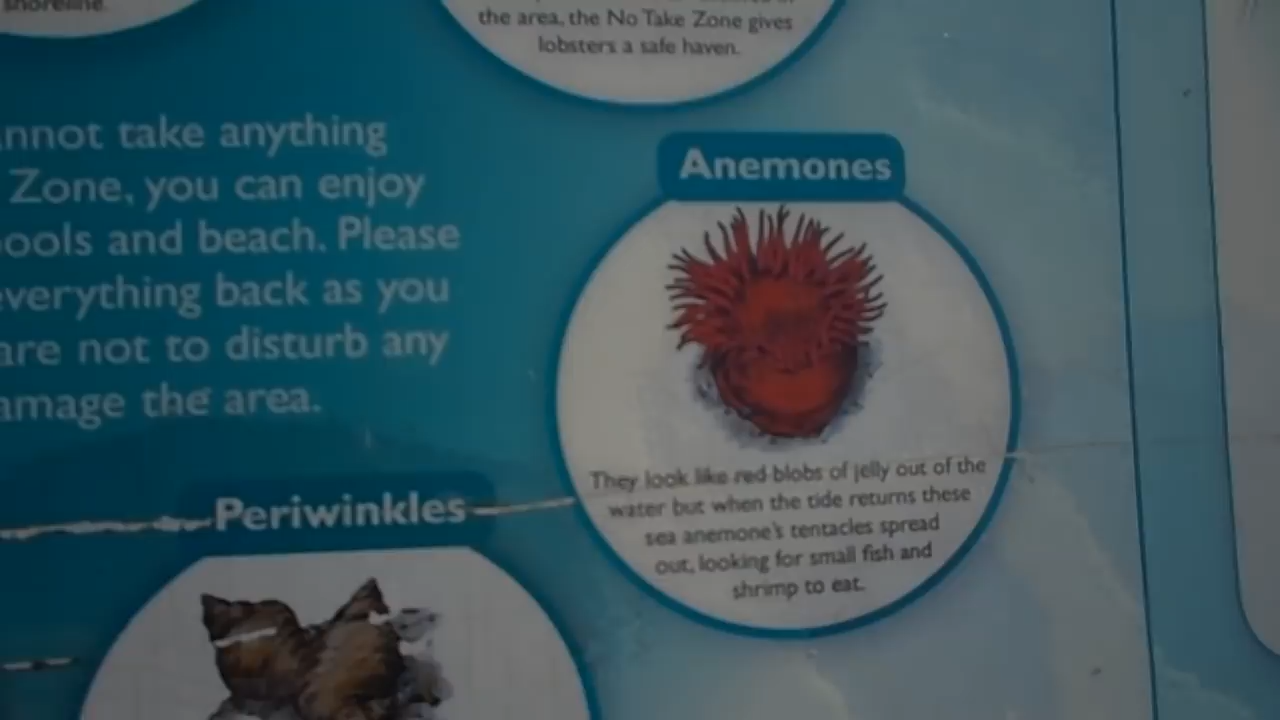 shoreline.
the area, the No Take Zone gives
lobsters a safe haven.
take anything
Zone, you can enjoy
and beach. Please
everything back as you
are not to disturb any
the area.
Anemones
They look like red blobs of jelly out of the
water but when the tide returns these
sea anemone's tentacles spread
out, looking for small fish and
shrimp to eat.
Periwinkles